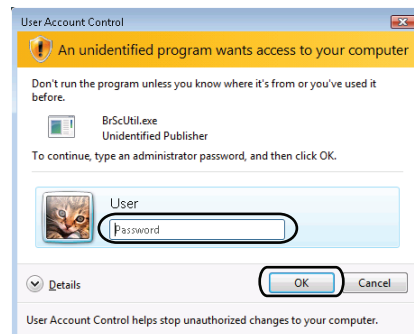 User Account Control
An unidentified program wants access to your computer
Don't run the program unless you know where it's from or you've used it
before.
BrScUtil.exe
Unidentified Publisher
To continue, type an administrator password, and then click OK.
User
Password
Details
OK
Cancel
User Account Control helps stop unauthorized changes to your computer.